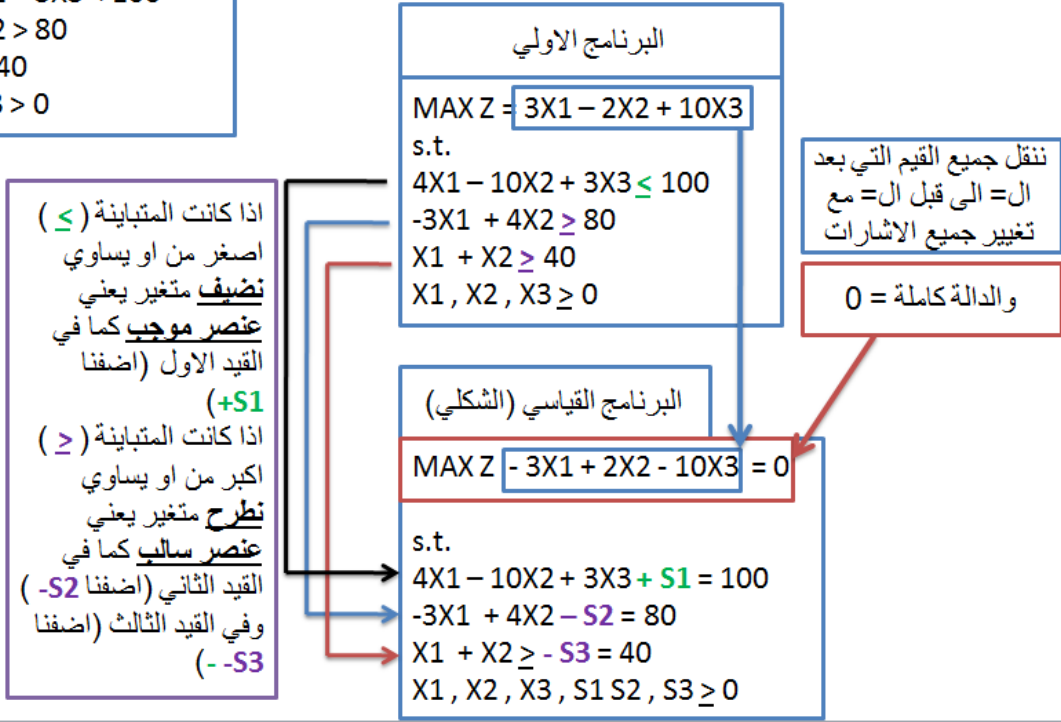 > 80
40
> 0
البرنامج الاولي
MAX Z = 3X1 – 2X2 + 10X3
s.t.
4X1 – 10X2 + 3X3 ≤ 100
-3X1 + 4X2 ≥ 80
X1 + X2 ≥ 40
X1 , X2 , X3 ≥ 0
ننقل جميع القيم التي بعد
ال= الى قبل ال= مع
تغيير جميع الاشارات
والدالة كاملة = 0
اذا كانت المتباينة ( ≤ )
اصغر من او يساوي
نضيف متغير يعني
عنصر موجب كما في
القيد الاول (اضفنا
+S1)
اذا كانت المتباينة ( ≥ )
اكبر من او يساوي
نطرح متغير يعني
عنصر سالب كما في
القيد الثاني (اضفنا -S2 )
وفي القيد الثالث (اضفنا
- -S3)
البرنامج القياسي (الشكلي)
MAX Z - 3X1 + 2X2 - 10X3 = 0
s.t.
4X1 – 10X2 + 3X3 + S1 = 100
-3X1 + 4X2 – S2 = 80
X1 + X2 ≥ - S3 = 40
X1 , X2 , X3 , S1 S2 , S3 ≥ 0